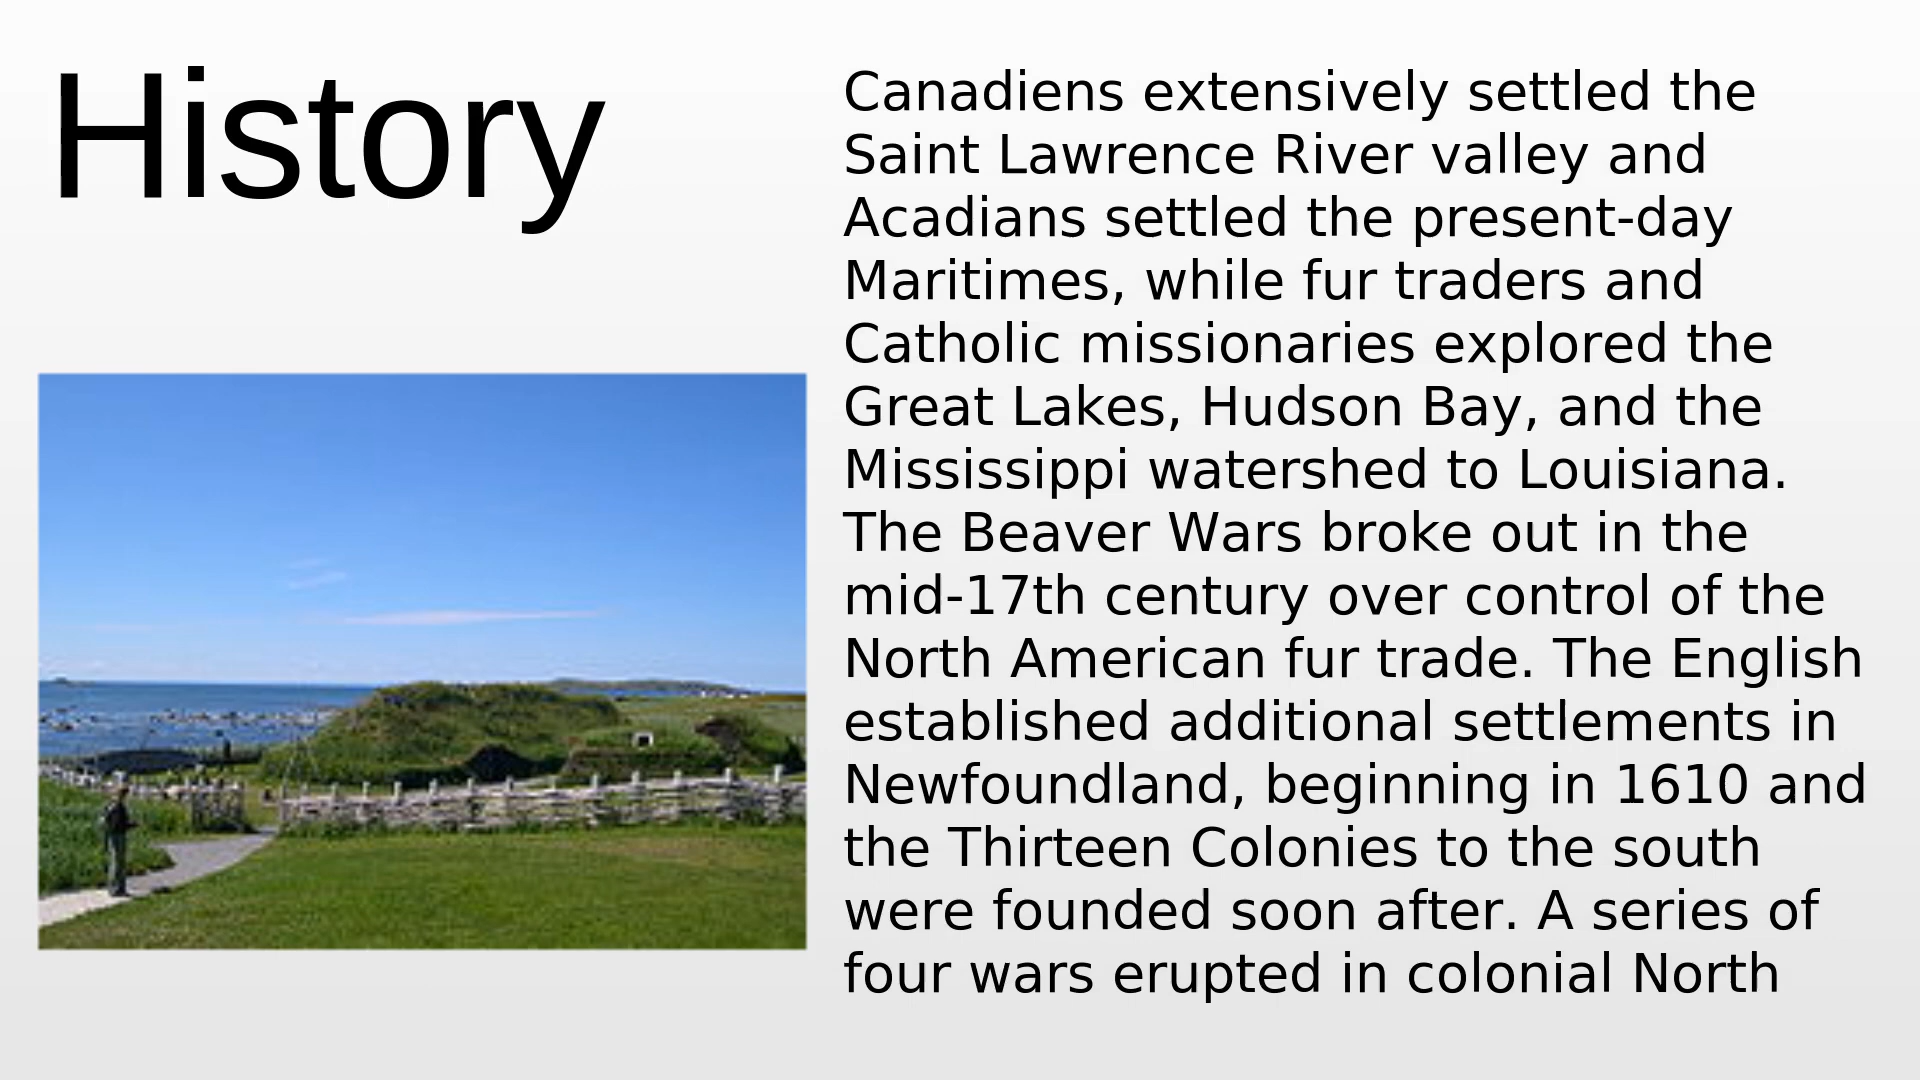 History
Canadiens extensively settled the
Saint Lawrence River valley and
Acadians settled the present-day
Maritimes, while fur traders and
Catholic missionaries explored the
Great Lakes, Hudson Bay, and the
Mississippi watershed to Louisiana.
The Beaver Wars broke out in the
mid-17th century over control of the
North American fur trade. The English
established additional settlements in
Newfoundland, beginning in 1610 and
the Thirteen Colonies to the south
were founded soon after. A series of
four wars erupted in colonial North